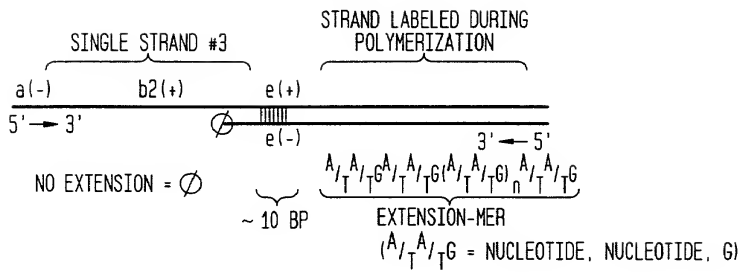 STRAND LABELED DURING
POLYMERIZATION
SINGLE STRAND #3
a(-) b2(+) e(+)
5' → 3' e(-) 3' ← 5'
NO EXTENSION = Ø
~ 10 BP
A/TA/TGA/TA/TG(A/TA/TG)nA/TA/TG
EXTENSION-MER
(A/TA/TG = NUCLEOTIDE, NUCLEOTIDE, G)